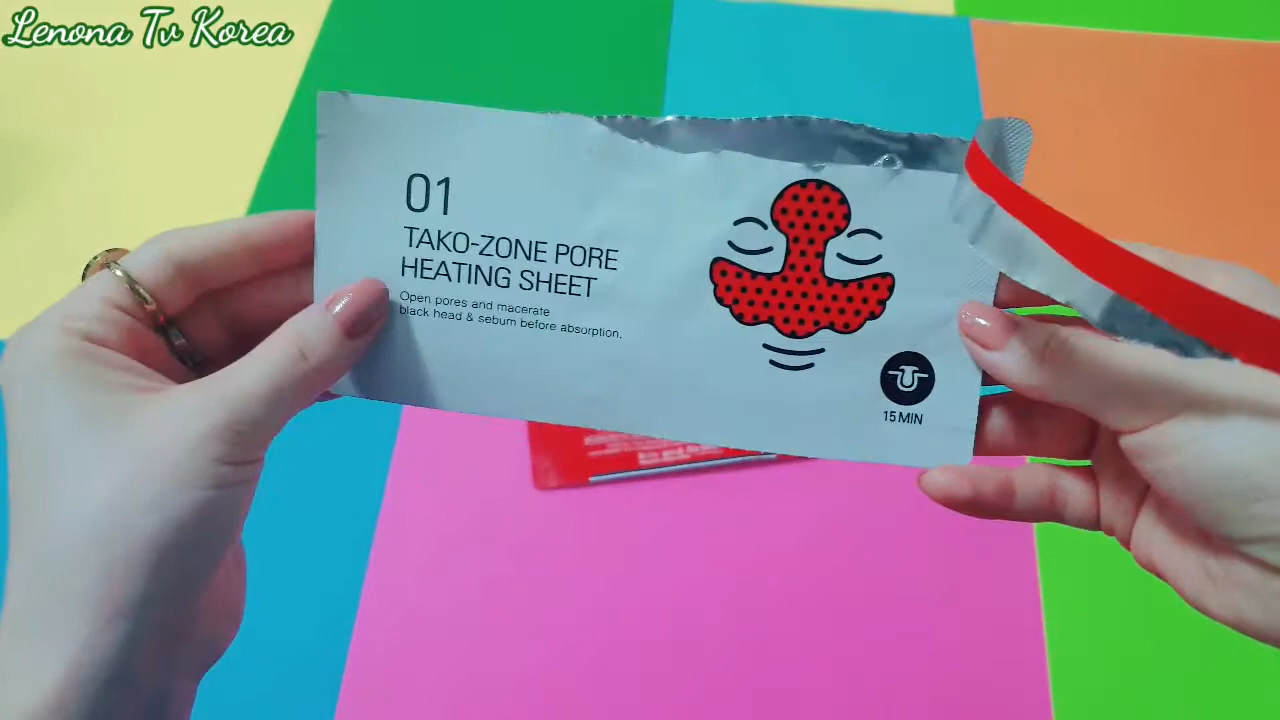 Lenona Tv Korea
01
TAKO-ZONE PORE
HEATING SHEET
Open pores and macerate
black head & sebum before absorption.
15 MIN